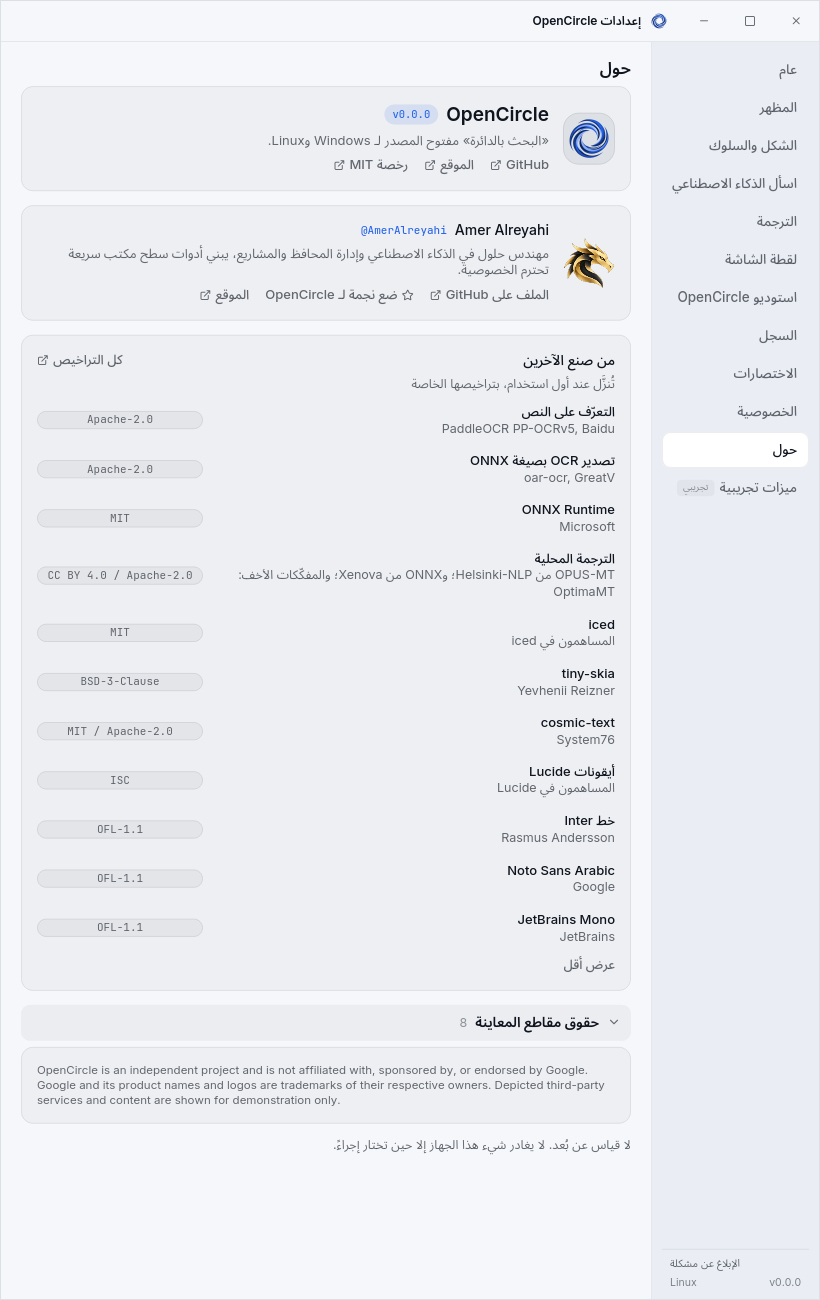 إعدادات OpenCircle
عام
المظهر
الشكل والسلوك
اسأل الذكاء الاصطناعي
الترجمة
لقطة الشاشة
استوديو OpenCircle
السجل
الاختصارات
الخصوصية
حول
ميزات تجريبية تجريبي
الإبلاغ عن مشكلة
v0.0.0 Linux
حول
OpenCircle v0.0.0
«البحث بالدائرة» مفتوح المصدر لـ Windows وLinux.
GitHub الموقع رخصة MIT
Amer Alreyahi @AmerAlreyahi
مهندس حلول في الذكاء الاصطناعي وإدارة المحافظ والمشاريع، يبني أدوات سطح مكتب سريعة
تحترم الخصوصية.
الملف على GitHub ضع نجمة لـ OpenCircle الموقع
من صنع الآخرين كل التراخيص
تُنزَّل عند أول استخدام، بتراخيصها الخاصة
التعرّف على النص
PaddleOCR PP-OCRv5, Baidu
Apache-2.0
تصدير OCR بصيغة ONNX
oar-ocr, GreatV
Apache-2.0
ONNX Runtime
Microsoft
MIT
الترجمة المحلية
OPUS-MT من Helsinki-NLP؛ وONNX من Xenova؛ والمفكّكات الأخف:
OptimaMT
CC BY 4.0 / Apache-2.0
iced
المساهمون في iced
MIT
tiny-skia
Yevhenii Reizner
BSD-3-Clause
cosmic-text
System76
MIT / Apache-2.0
أيقونات Lucide
المساهمون في Lucide
ISC
خط Inter
Rasmus Andersson
OFL-1.1
Noto Sans Arabic
Google
OFL-1.1
JetBrains Mono
JetBrains
OFL-1.1
عرض أقل
حقوق مقاطع المعاينة 8
OpenCircle is an independent project and is not affiliated with, sponsored by, or endorsed by Google.
Google and its product names and logos are trademarks of their respective owners. Depicted third-party
services and content are shown for demonstration only.
لا قياس عن بُعد. لا يغادر شيء هذا الجهاز إلا حين تختار إجراءً.